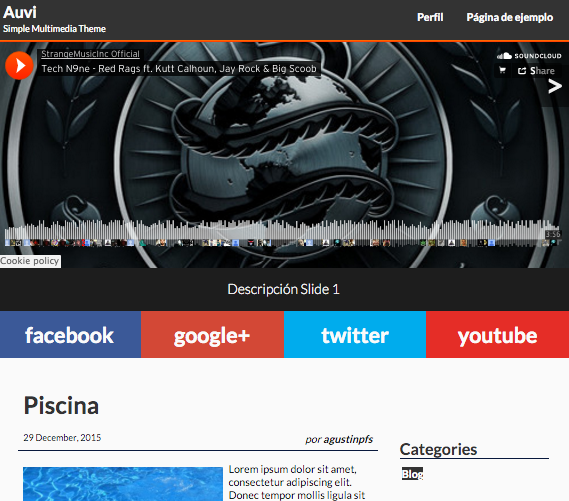 Auvi
Simple Multimedia Theme
Perfil Página de ejemplo
StrangeMusicInc Official
Tech N9ne - Red Rags ft. Kutt Calhoun, Jay Rock & Big Scoob
SOUNDCLOUD
Share
>
3:56
Cookie policy
Descripción Slide 1
facebook google+ twitter youtube
Piscina
29 December, 2015 por agustinpfs
Categories
Blog
Lorem ipsum dolor sit amet,
consectetur adipiscing elit.
Donec tempor mollis ligula sit